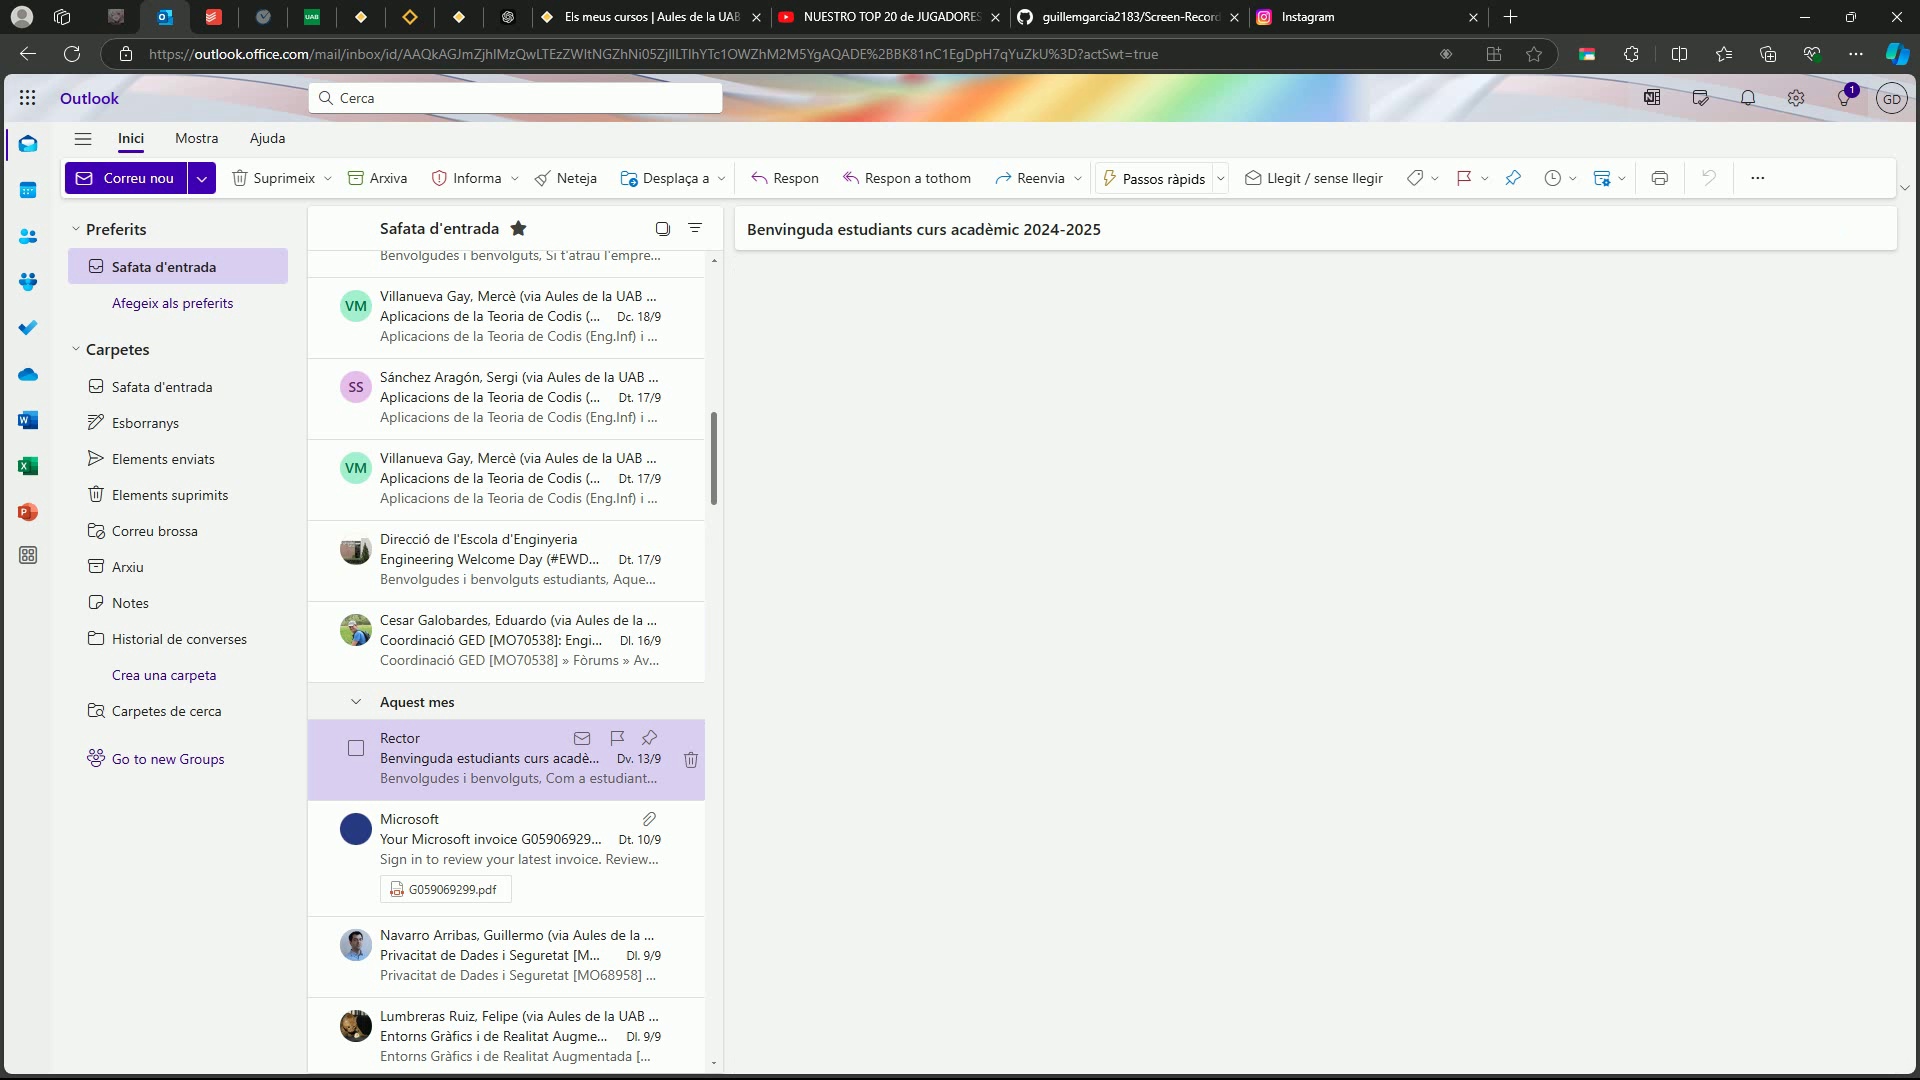 Els meus cursos | Aules de la UAB
NUESTRO TOP 20 de JUGADORES
guillemgarcia2183/Screen-Record
Instagram
Outlook
Cerca
1
GD
Inici
Mostra
Ajuda
Correu nou
Suprimeix
Arxiva
Informa
Neteja
Desplaça a
Respon
Respon a tothom
Reenvia
Passos ràpids
Llegit / sense llegir
Preferits
Safata d'entrada
Afegeix als preferits
Carpetes
Safata d'entrada
Esborranys
Elements enviats
Elements suprimits
Correu brossa
Arxiu
Notes
Historial de converses
Crea una carpeta
Carpetes de cerca
Go to new Groups
Safata d'entrada
Benvolgudes i benvolguts, Si t'atrau l'empre...
VM
Villanueva Gay, Mercè (via Aules de la UAB ...
Aplicacions de la Teoria de Codis (... Dc. 18/9
Aplicacions de la Teoria de Codis (Eng.Inf) i ...
SS
Sánchez Aragón, Sergi (via Aules de la UAB ...
Aplicacions de la Teoria de Codis (... Dt. 17/9
Aplicacions de la Teoria de Codis (Eng.Inf) i ...
VM
Villanueva Gay, Mercè (via Aules de la UAB ...
Aplicacions de la Teoria de Codis (... Dt. 17/9
Aplicacions de la Teoria de Codis (Eng.Inf) i ...
Direcció de l'Escola d'Enginyeria
Engineering Welcome Day (#EWD... Dt. 17/9
Benvolgudes i benvolguts estudiants, Aque...
Cesar Galobardes, Eduardo (via Aules de la ...
Coordinació GED [MO70538]: Engi... Dl. 16/9
Coordinació GED [MO70538] » Fòrums » Av...
Aquest mes
Rector
Benvinguda estudiants curs acadè... Dv. 13/9
Benvolgudes i benvolguts, Com a estudiant...
Microsoft
Your Microsoft invoice G05906929... Dt. 10/9
Sign in to review your latest invoice. Review...
G059069299.pdf
Navarro Arribas, Guillermo (via Aules de la ...
Privacitat de Dades i Seguretat [M... Dl. 9/9
Privacitat de Dades i Seguretat [MO68958] ...
Lumbreras Ruiz, Felipe (via Aules de la UAB ...
Entorns Gràfics i de Realitat Augme... Dl. 9/9
Entorns Gràfics i de Realitat Augmentada [...
Benvinguda estudiants curs acadèmic 2024-2025